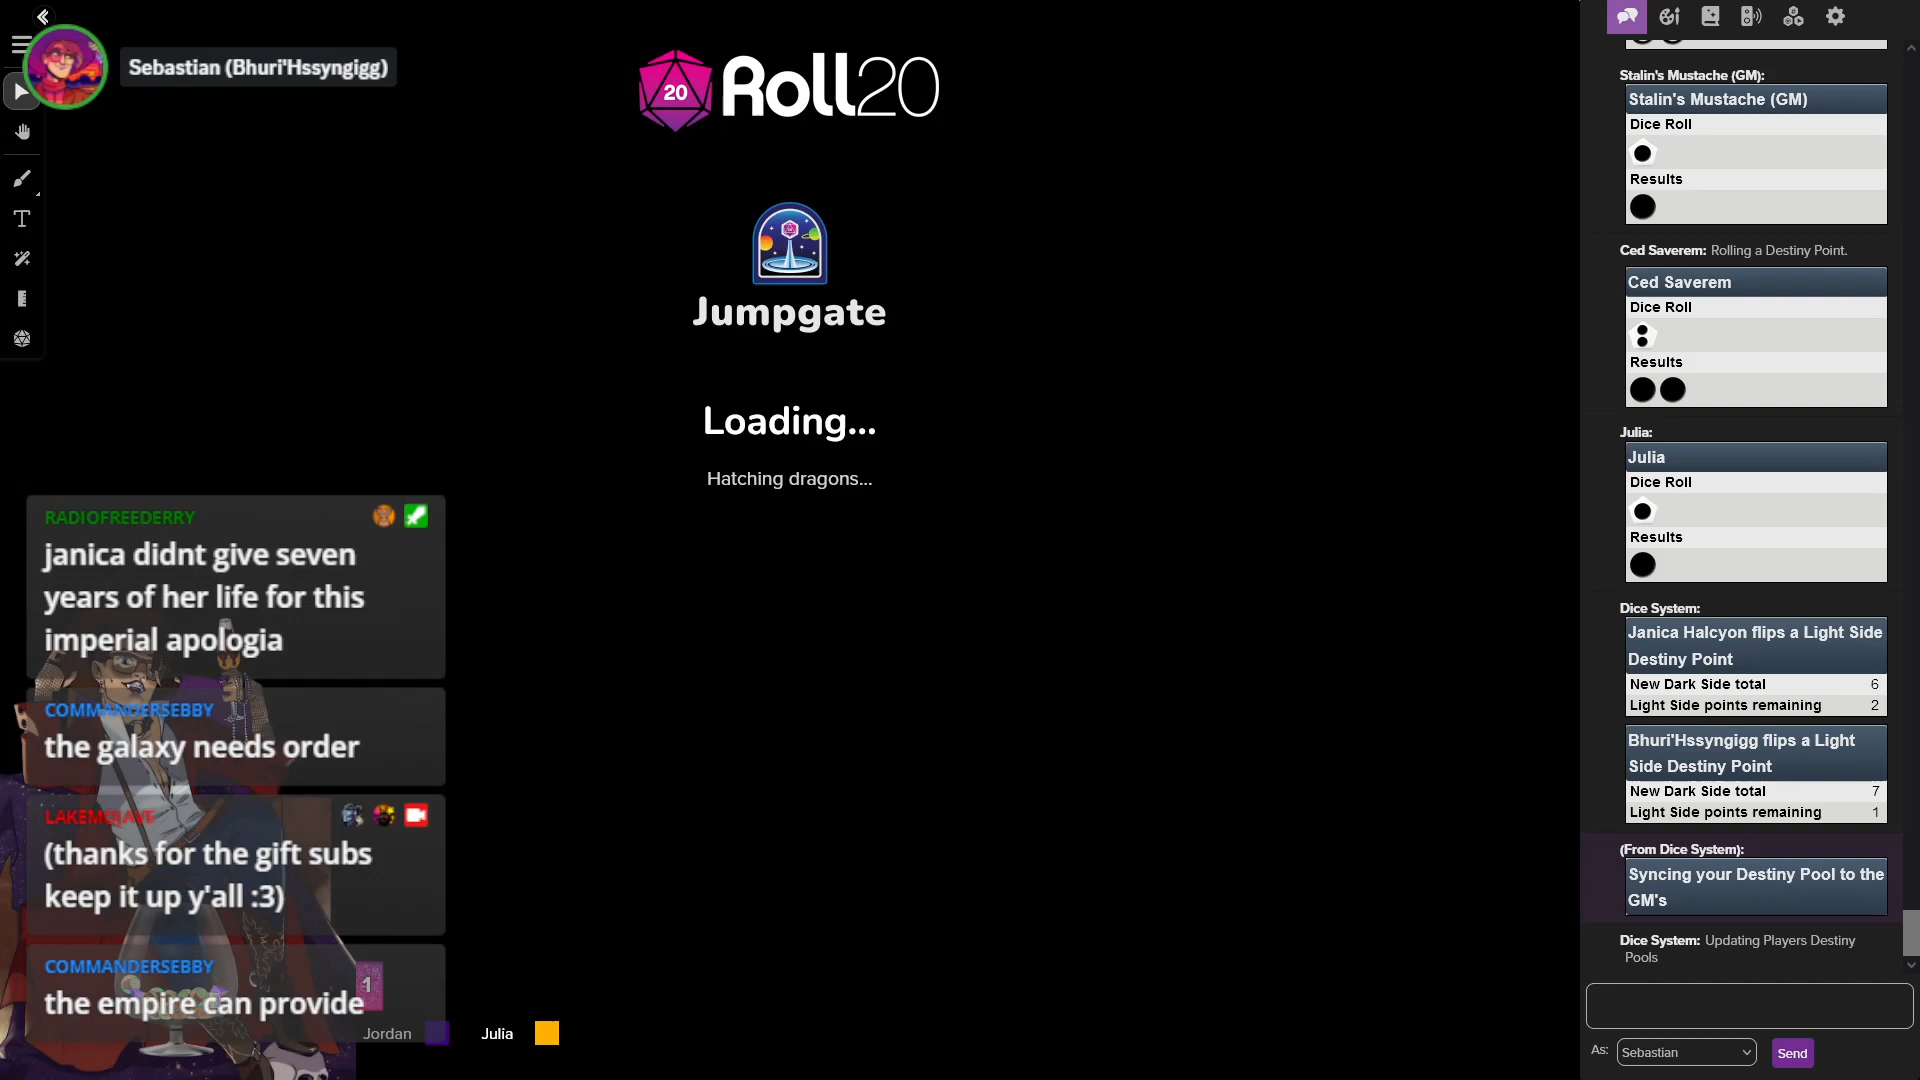 Sebastian (Bhuri'Hssyngigg)
20
Roll20
Jumpgate
Loading...
Hatching dragons...
RADIOFREEDERRY
janica didnt give seven
years of her life for this
imperial apologia
COMMANDERSEBBY
the galaxy needs order
LAKEMOJAVE
(thanks for the gift subs
keep it up y'all :3)
COMMANDERSEBBY
the empire can provide
1
Jordan
Julia
Stalin's Mustache (GM):
Stalin's Mustache (GM)
Dice Roll
Results
Ced Saverem: Rolling a Destiny Point.
Ced Saverem
Dice Roll
Results
Julia:
Julia
Dice Roll
Results
Dice System:
Janica Halcyon flips a Light Side
Destiny Point
New Dark Side total 6
Light Side points remaining 2
Bhuri'Hssyngigg flips a Light
Side Destiny Point
New Dark Side total 7
Light Side points remaining 1
(From Dice System):
Syncing your Destiny Pool to the
GM's
Dice System: Updating Players Destiny
Pools
As: Sebastian Send